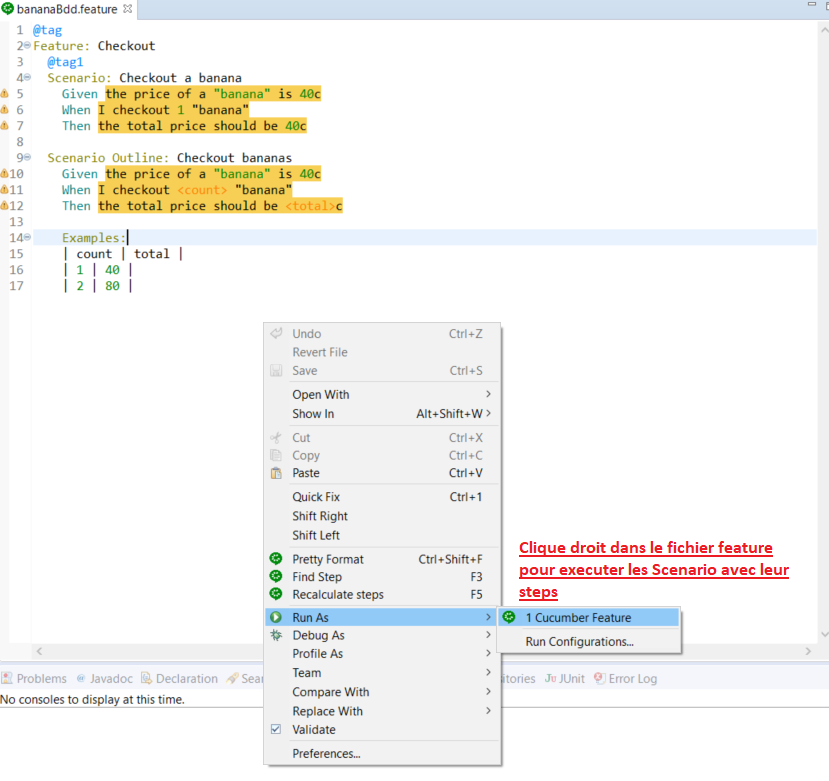 bananaBdd.feature
1 @tag
2 Feature: Checkout
3 @tag1
4 Scenario: Checkout a banana
5 Given the price of a "banana" is 40c
6 When I checkout 1 "banana"
7 Then the total price should be 40c
8
9 Scenario Outline: Checkout bananas
10 Given the price of a "banana" is 40c
11 When I checkout <count> "banana"
12 Then the total price should be <total>c
13
14 Examples:
15 | count | total |
16 | 1 | 40 |
17 | 2 | 80 |
Undo Ctrl+Z
Revert File
Save Ctrl+S
Open With
Show In Alt+Shift+W
Cut Ctrl+X
Copy Ctrl+C
Paste Ctrl+V
Quick Fix Ctrl+1
Shift Right
Shift Left
Pretty Format Ctrl+Shift+F
Find Step F3
Recalculate steps F5
Run As
Debug As
Profile As
Team
Compare With
Replace With
Validate
Preferences...
1 Cucumber Feature
Run Configurations...
Clique droit dans le fichier feature
pour executer les Scenario avec leur
steps
Problems Javadoc Declaration Sear itories JUnit Error Log
No consoles to display at this time.